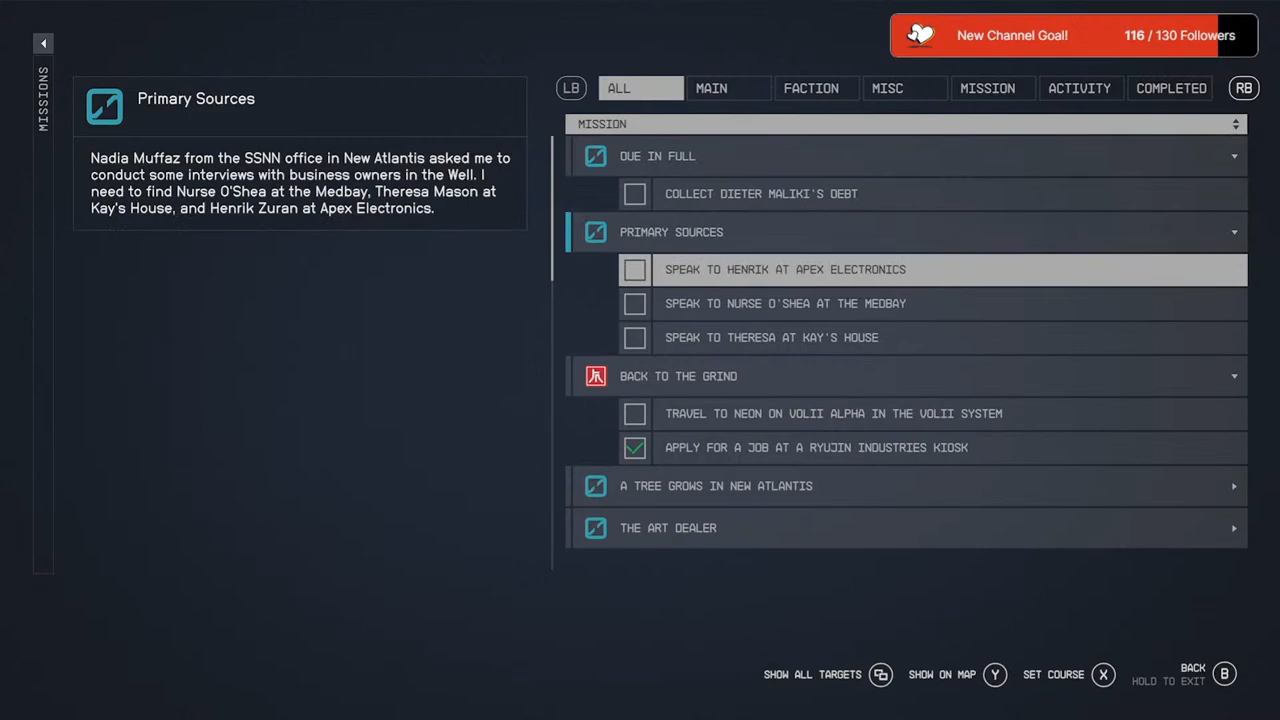 New Channel Goal!
116 / 130 Followers
MISSIONS
Primary Sources
Nadia Muffaz from the SSNN office in New Atlantis asked me to
conduct some interviews with business owners in the Well. I
need to find Nurse O'Shea at the Medbay, Theresa Mason at
Kay's House, and Henrik Zuran at Apex Electronics.
LB
ALL
MAIN
FACTION
MISC
MISSION
ACTIVITY
COMPLETED
RB
MISSION
DUE IN FULL
COLLECT DIETER MALIKI'S DEBT
PRIMARY SOURCES
SPEAK TO HENRIK AT APEX ELECTRONICS
SPEAK TO NURSE O'SHEA AT THE MEDBAY
SPEAK TO THERESA AT KAY'S HOUSE
BACK TO THE GRIND
TRAVEL TO NEON ON VOLII ALPHA IN THE VOLII SYSTEM
APPLY FOR A JOB AT A RYUJIN INDUSTRIES KIOSK
A TREE GROWS IN NEW ATLANTIS
THE ART DEALER
SHOW ALL TARGETS
SHOW ON MAP Y
SET COURSE X
BACK B
HOLD TO EXIT